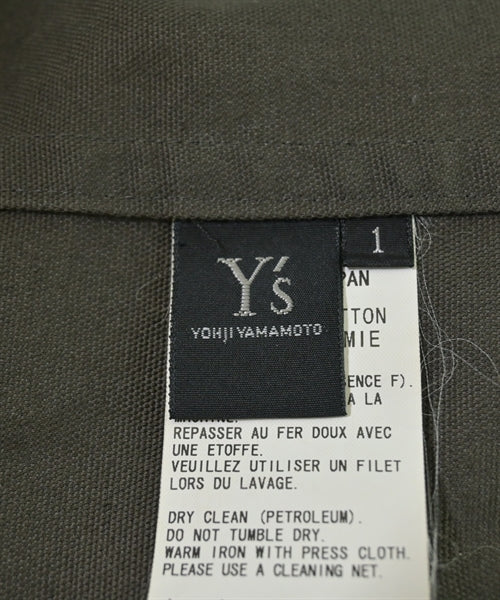 Y's
YOHJI YAMAMOTO
1
PAN
TTON
MIE
ENCE F).
A LA
MACHINE.
REPASSER AU FER DOUX AVEC
UNE ETOFFE.
VEUILLEZ UTILISER UN FILET
LORS DU LAVAGE.
DRY CLEAN (PETROLEUM).
DO NOT TUMBLE DRY.
WARM IRON WITH PRESS CLOTH.
PLEASE USE A CLEANING NET.